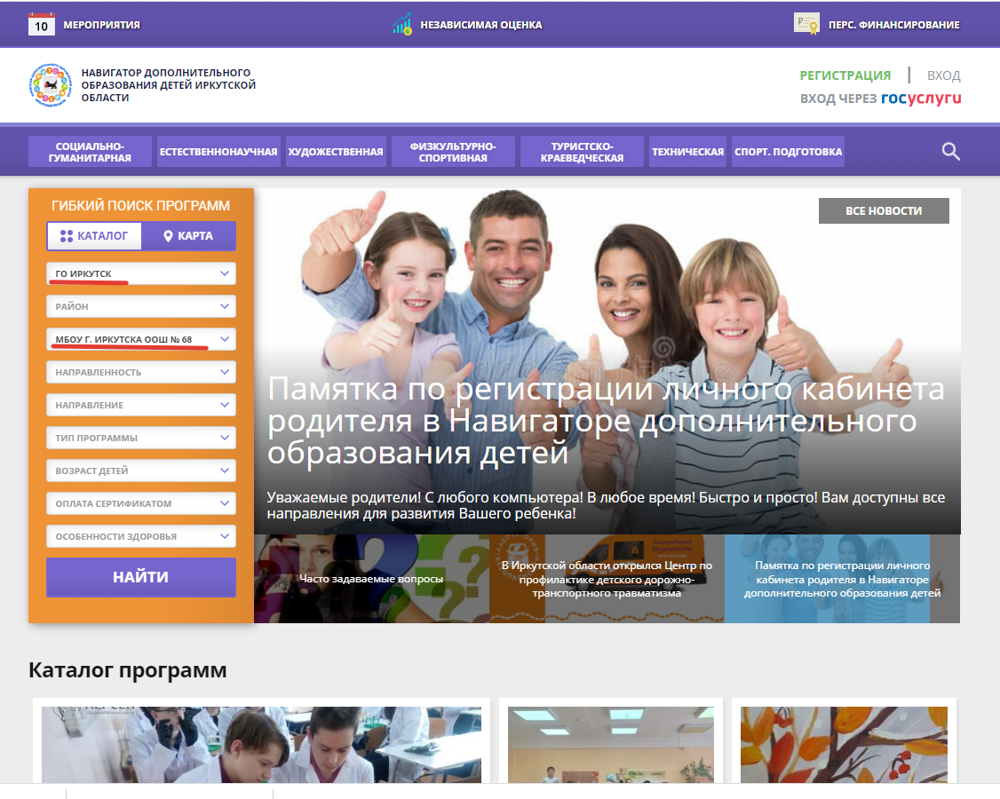 10
МЕРОПРИЯТИЯ
НЕЗАВИСИМАЯ ОЦЕНКА
ПЕРС. ФИНАНСИРОВАНИЕ
НАВИГАТОР ДОПОЛНИТЕЛЬНОГО
ОБРАЗОВАНИЯ ДЕТЕЙ ИРКУТСКОЙ
ОБЛАСТИ
РЕГИСТРАЦИЯ | ВХОД
ВХОД ЧЕРЕЗ госуслуги
СОЦИАЛЬНО-
ГУМАНИТАРНАЯ
ЕСТЕСТВЕННОНАУЧНАЯ
ХУДОЖЕСТВЕННАЯ
ФИЗКУЛЬТУРНО-
СПОРТИВНАЯ
ТУРИСТСКО-
КРАЕВЕДЧЕСКАЯ
ТЕХНИЧЕСКАЯ
СПОРТ. ПОДГОТОВКА
ГИБКИЙ ПОИСК ПРОГРАММ
КАТАЛОГ
КАРТА
ГО ИРКУТСК
РАЙОН
МБОУ Г. ИРКУТСКА ООШ № 68
НАПРАВЛЕННОСТЬ
НАПРАВЛЕНИЕ
ТИП ПРОГРАММЫ
ВОЗРАСТ ДЕТЕЙ
ОПЛАТА СЕРТИФИКАТОМ
ОСОБЕННОСТИ ЗДОРОВЬЯ
НАЙТИ
ВСЕ НОВОСТИ
Памятка по регистрации личного кабинета
родителя в Навигаторе дополнительного
образования детей
Уважаемые родители! С любого компьютера! В любое время! Быстро и просто! Вам доступны все
направления для развития Вашего ребенка!
Часто задаваемые вопросы
В Иркутской области открылся Центр по
профилактике детского дорожно-
транспортного травматизма
Памятка по регистрации личного
кабинета родителя в Навигаторе
дополнительного образования детей
Каталог программ